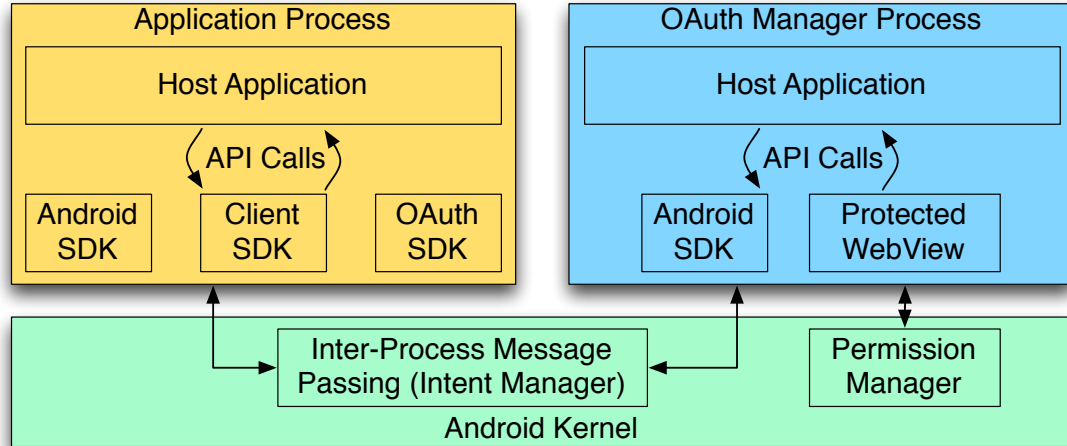 Application Process
Host Application
API Calls
Android
SDK
Client
SDK
OAuth
SDK
OAuth Manager Process
Host Application
API Calls
Android
SDK
Protected
WebView
Inter-Process Message
Passing (Intent Manager)
Permission
Manager
Android Kernel